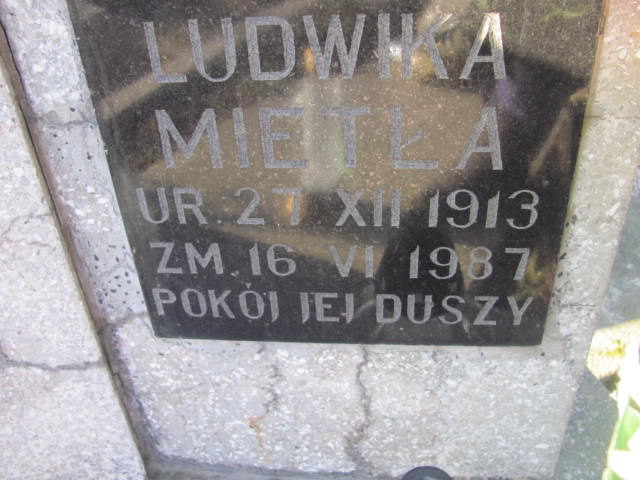 LUDWIKA
MIETŁA
UR. 27 XII 1913
ZM. 16 VI 1987
POKÓJ JEJ DUSZY